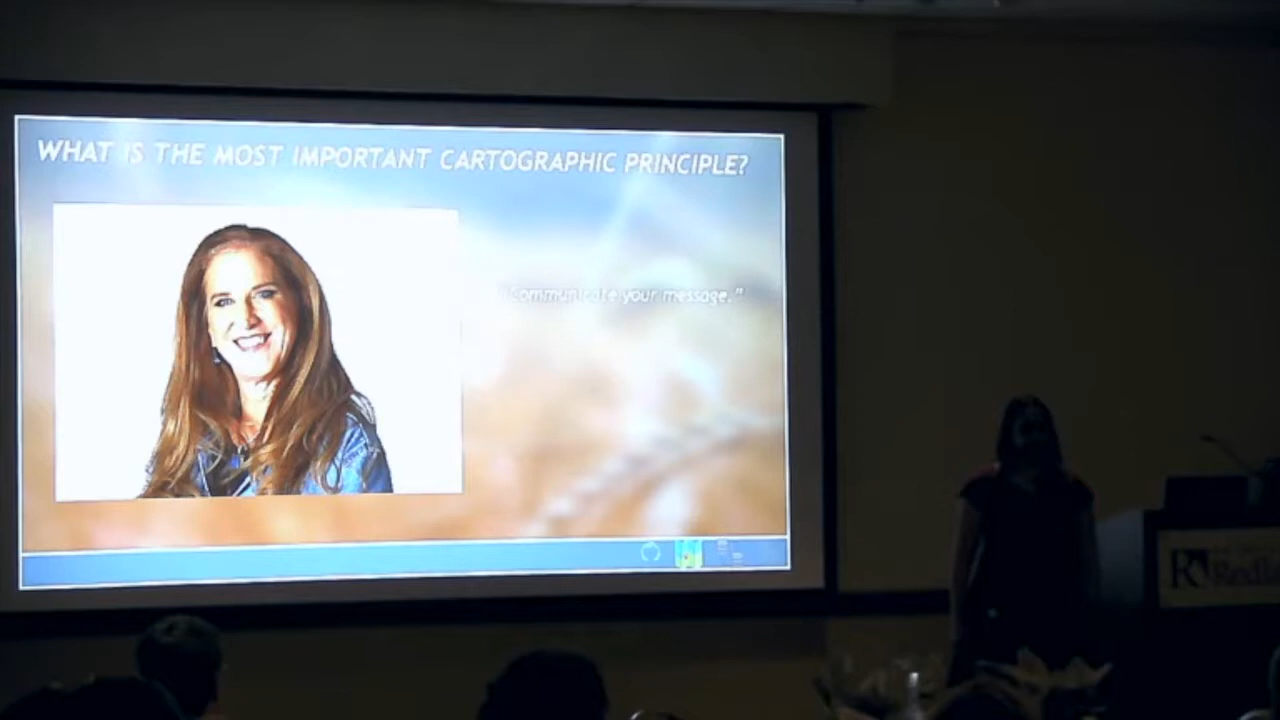 WHAT IS THE MOST IMPORTANT CARTOGRAPHIC PRINCIPLE?
"Communicate your message."
R